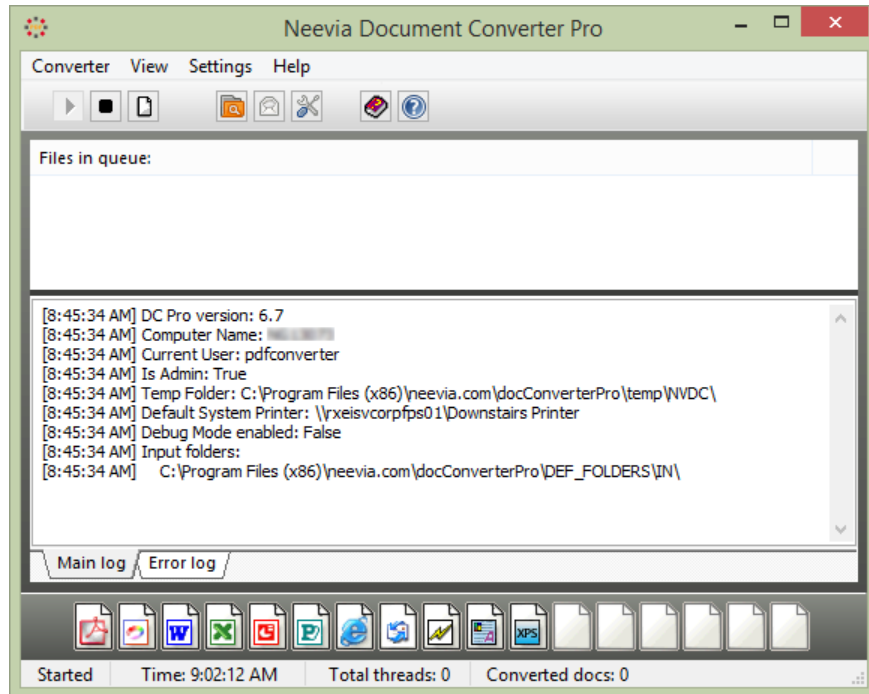 Neevia Document Converter Pro
Converter View Settings Help
Files in queue:
[8:45:34 AM] DC Pro version: 6.7
[8:45:34 AM] Computer Name:
[8:45:34 AM] Current User: pdfconverter
[8:45:34 AM] Is Admin: True
[8:45:34 AM] Temp Folder: C:\Program Files (x86)\neevia.com\docConverterPro\temp\NVDC\
[8:45:34 AM] Default System Printer: \\rxeisvcorpfps01\Downstairs Printer
[8:45:34 AM] Debug Mode enabled: False
[8:45:34 AM] Input folders:
[8:45:34 AM] C:\Program Files (x86)\neevia.com\docConverterPro\DEF_FOLDERS\IN\
Main log Error log
XPS
Started Time: 9:02:12 AM Total threads: 0 Converted docs: 0